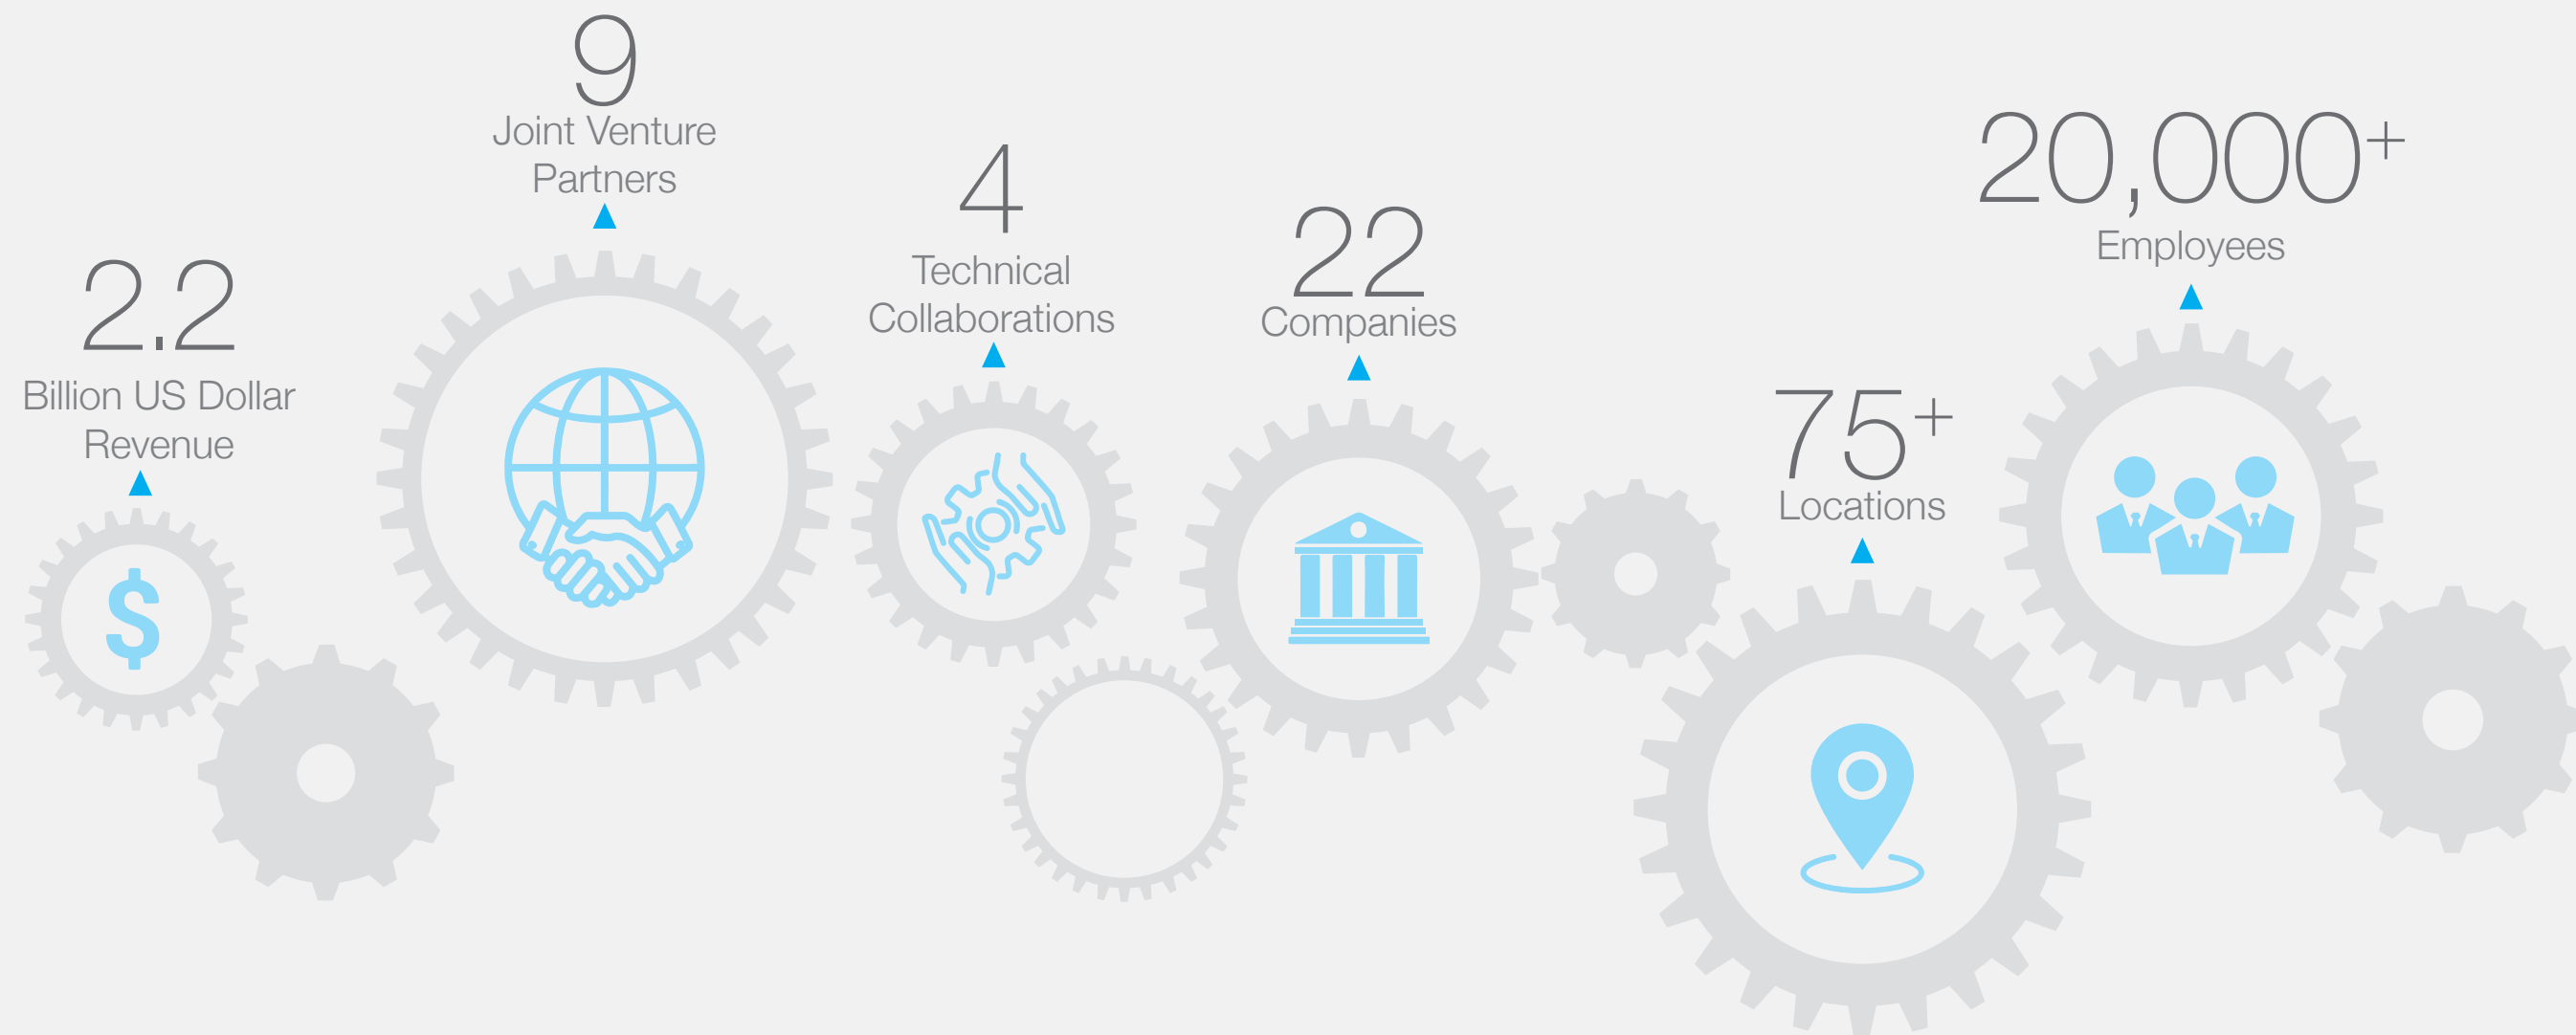 2.2
Billion US Dollar
Revenue
9
Joint Venture
Partners
4
Technical
Collaborations
22
Companies
75+
Locations
20,000+
Employees
$